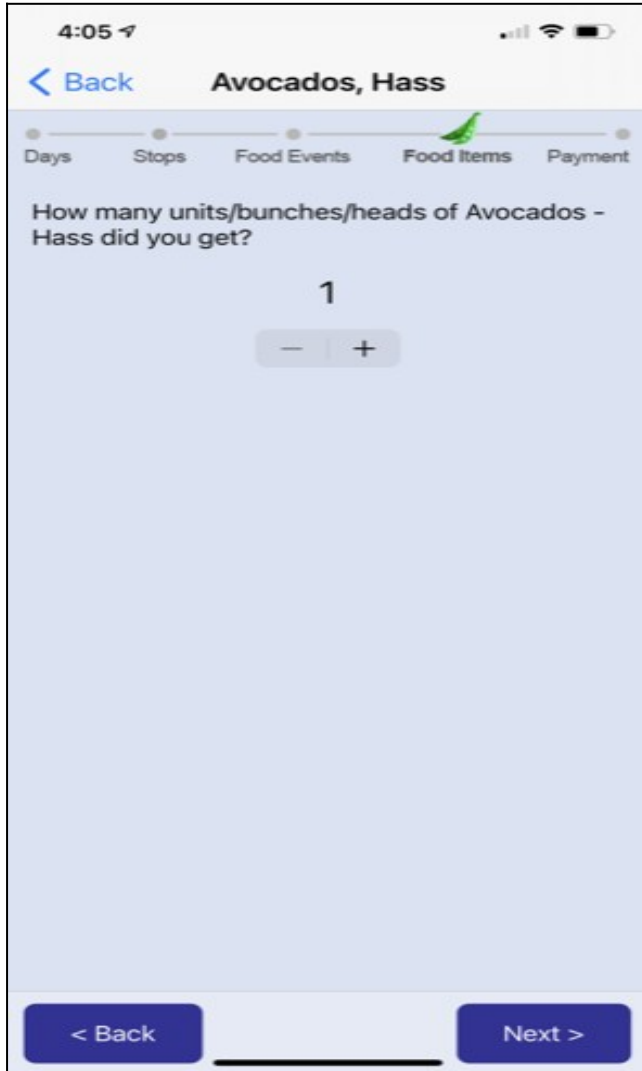 4:05
< Back Avocados, Hass
Days Stops Food Events Food Items Payment
How many units/bunches/heads of Avocados -
Hass did you get?
1
− +
< Back Next >